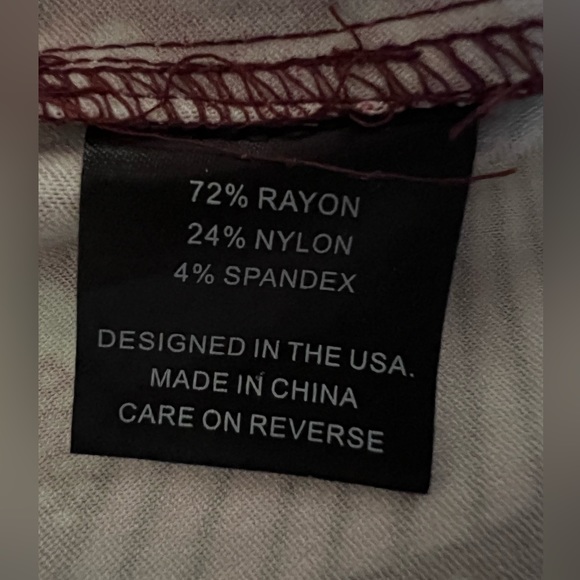 72% RAYON
24% NYLON
4% SPANDEX
DESIGNED IN THE USA.
MADE IN CHINA
CARE ON REVERSE